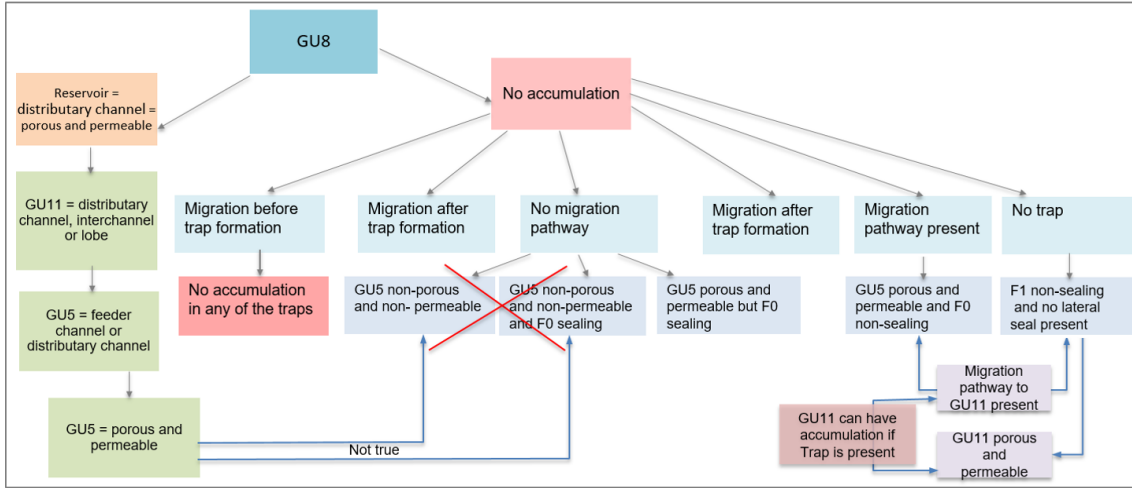 GU8
Reservoir =
distributary channel =
porous and permeable
No accumulation
GU11 = distributary
channel, interchannel
or lobe
Migration before
trap formation
Migration after
trap formation
No migration
pathway
Migration after
trap formation
Migration
pathway present
No trap
No accumulation
in any of the traps
GU5 non-porous
and non- permeable
GU5 non-porous
and non-permeable
and F0 sealing
GU5 porous and
permeable but F0
sealing
GU5 porous and
permeable and F0
non-sealing
F1 non-sealing
and no lateral
seal present
GU5 = feeder
channel or
distributary channel
Migration
pathway to
GU11 present
GU5 = porous and
permeable
Not true
GU11 can have
accumulation if
Trap is present
GU11 porous
and
permeable